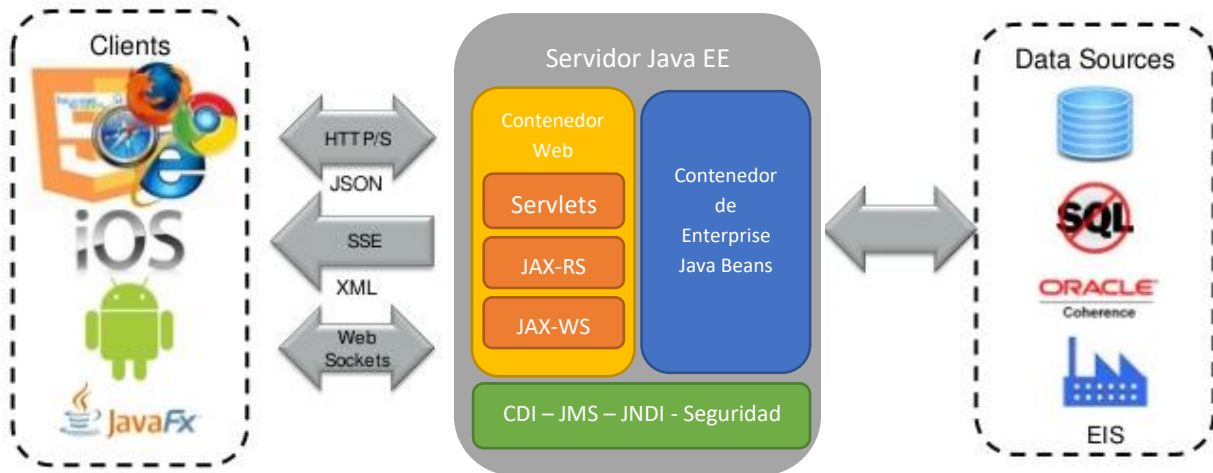 Clients
iOS
JavaFx
HTTP/S
JSON
SSE
XML
Web
Sockets
Servidor Java EE
Contenedor
Web
Servlets
JAX-RS
JAX-WS
Contenedor
de
Enterprise
Java Beans
CDI – JMS – JNDI - Seguridad
Data Sources
SQL
ORACLE
Coherence
EIS